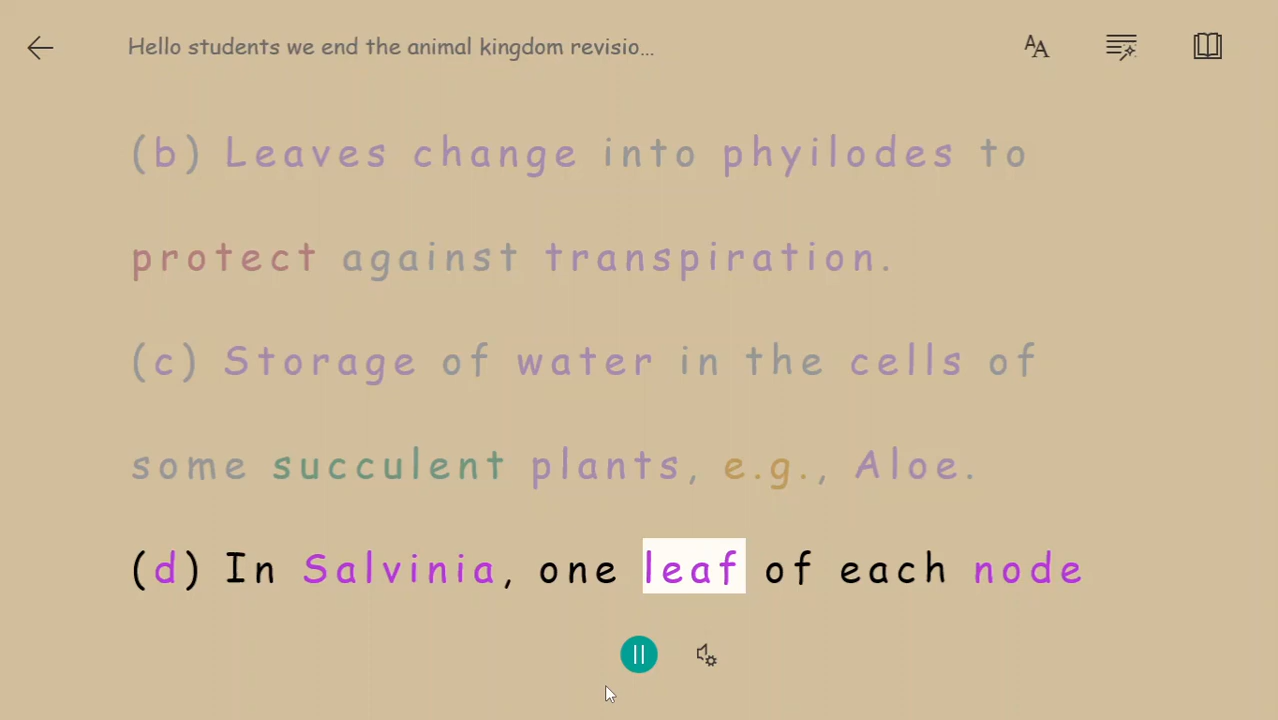 Hello students we end the animal kingdom revisio...
(b) Leaves change into phyilodes to
protect against transpiration.
(c) Storage of water in the cells of
some succulent plants, e.g., Aloe.
(d) In Salvinia, one leaf of each node